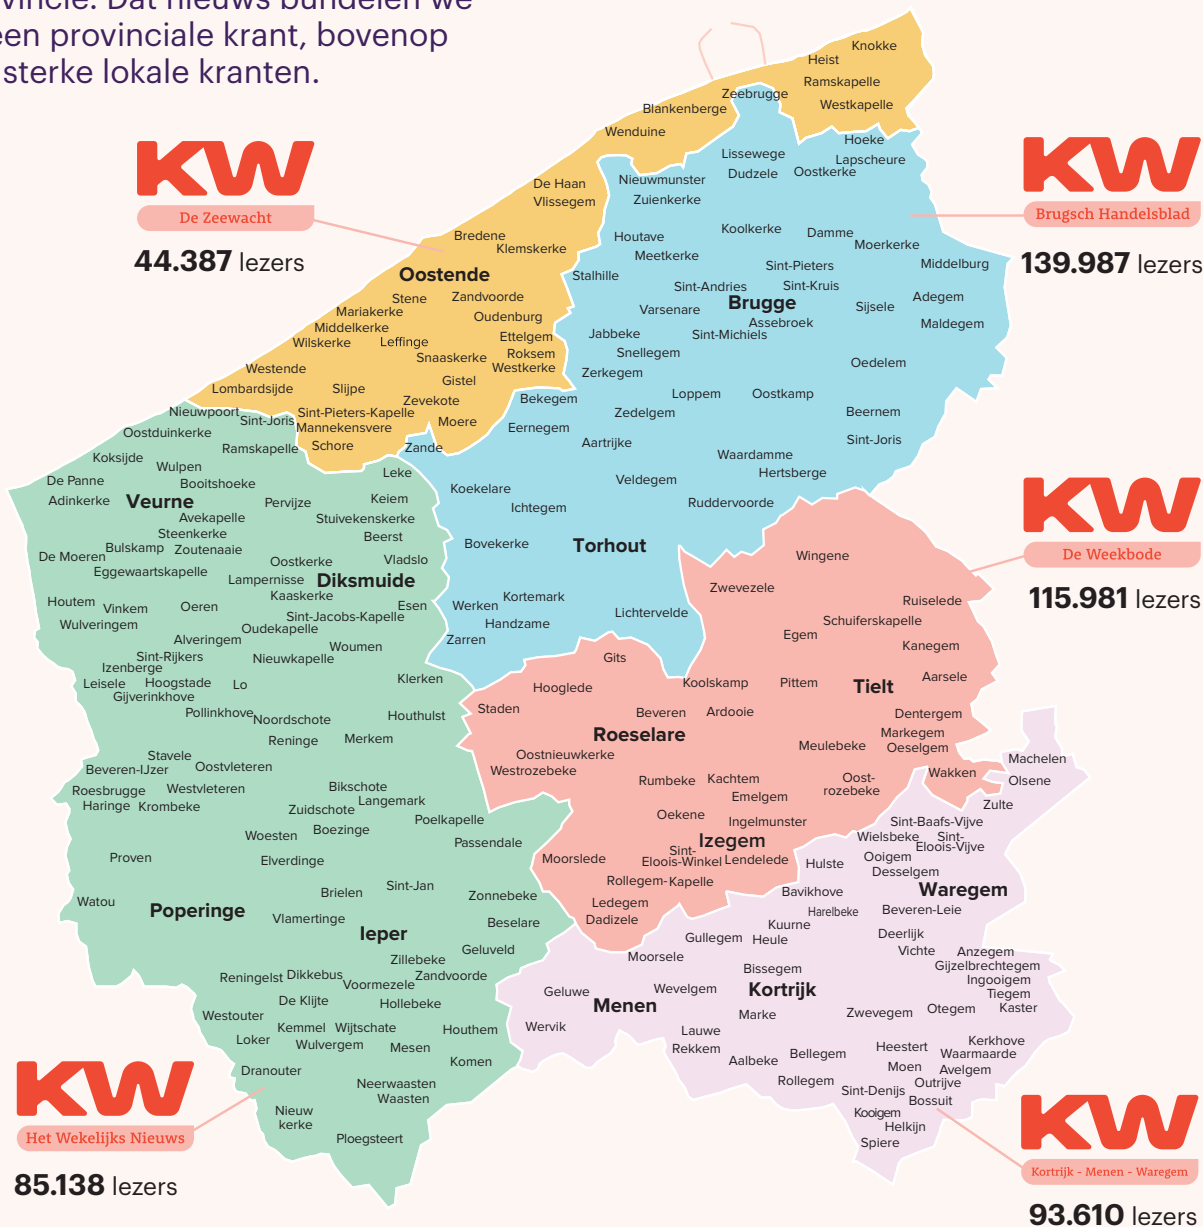 vincie. Dat nieuws bundelen we
een provinciale krant, bovenop
sterke lokale kranten.
KW
De Zeewacht
44.387 lezers
KW
Brugsch Handelsblad
139.987 lezers
KW
De Weekbode
115.981 lezers
KW
Het Wekelijks Nieuws
85.138 lezers
KW
Kortrijk - Menen - Waregem
93.610 lezers
Knokke
Heist
Ramskapelle
Westkapelle
Zeebrugge
Blankenberge
Wenduine
De Haan
Vlissegem
Bredene
Klemskerke
Oostende
Stene
Zandvoorde
Mariakerke
Oudenburg
Middelkerke
Wilskerke
Leffinge
Ettelgem
Snaaskerke
Roksem
Westkerke
Westende
Gistel
Lombardsijde
Slijpe
Zevekote
Sint-Pieters-Kapelle
Mannekensvere
Moere
Schore
Hoeke
Lapscheure
Lissewege
Dudzele
Oostkerke
Nieuwmunster
Zuienkerke
Koolkerke
Damme
Houtave
Moerkerke
Meetkerke
Stalhille
Sint-Pieters
Middelburg
Sint-Andries
Sint-Kruis
Brugge
Adegem
Varsenare
Sijsele
Assebroek
Maldegem
Jabbeke
Sint-Michiels
Snellegem
Oedelem
Zerkegem
Loppem
Oostkamp
Bekegem
Zedelgem
Beernem
Eernegem
Aartrijke
Sint-Joris
Zande
Waardamme
Hertsberge
Veldegem
Koekelare
Ruddervoorde
Ichtegem
Bovekerke
Torhout
Werken
Kortemark
Handzame
Lichtervelde
Zarren
Nieuwpoort
Sint-Joris
Oostduinkerke
Ramskapelle
Koksijde
Wulpen
Leke
De Panne
Booitshoeke
Adinkerke
Veurne
Pervijze
Keiem
Avekapelle
Stuivekenskerke
Steenkerke
Beerst
De Moeren
Bulskamp
Zoutenaaie
Oostkerke
Vladslo
Eggewaartskapelle
Lampernisse
Diksmuide
Kaaskerke
Houtem
Vinkem
Oeren
Esen
Wulveringem
Sint-Jacobs-Kapelle
Oudekapelle
Alveringem
Woumen
Sint-Rijkers
Nieuwkapelle
Izenberge
Leisele
Hoogstade
Lo
Klerken
Gijverinkhove
Pollinkhove
Noordschote
Houthulst
Reninge
Merkem
Stavele
Beveren-IJzer
Oostvleteren
Roesbrugge
Westvleteren
Bikschote
Haringe
Krombeke
Zuidschote
Langemark
Woesten
Boezinge
Poelkapelle
Passendale
Proven
Elverdinge
Watou
Brielen
Sint-Jan
Zonnebeke
Poperinge
Vlamertinge
Beselare
Ieper
Zillebeke
Geluveld
Reningelst
Dikkebus
Voormezele
Zandvoorde
De Klijte
Hollebeke
Westouter
Kemmel
Wijtschate
Houthem
Loker
Wulvergem
Mesen
Dranouter
Komen
Neerwaasten
Waasten
Nieuw
kerke
Ploegsteert
Wingene
Zwevezele
Ruiselede
Schuiferskapelle
Egem
Kanegem
Gits
Koolskamp
Pittem
Tielt
Aarsele
Hooglede
Staden
Beveren
Ardooie
Dentergem
Roeselare
Markegem
Meulebeke
Oeselgem
Oostnieuwkerke
Westrozebeke
Rumbeke
Kachtem
Oost-
rozebeke
Wakken
Emelgem
Oekene
Ingelmunster
Izegem
Moorslede
Sint-
Eloois-Winkel
Lendelede
Rollegem-Kapelle
Ledegem
Dadizele
Machelen
Olsene
Zulte
Sint-Baafs-Vijve
Wielsbeke
Sint-
Eloois-Vijve
Hulste
Ooigem
Desselgem
Bavikhove
Waregem
Harelbeke
Beveren-Leie
Kuurne
Gullegem
Heule
Deerlijk
Moorsele
Vichte
Anzegem
Bissegem
Gijzelbrechtegem
Ingooigem
Geluwe
Wevelgem
Kortrijk
Tiegem
Menen
Otegem
Kaster
Wervik
Marke
Zwevegem
Lauwe
Rekkem
Heestert
Kerkhove
Aalbeke
Bellegem
Waarmaarde
Moen
Avelgem
Rollegem
Outrijve
Sint-Denijs
Bossuit
Kooigem
Helkijn
Spiere